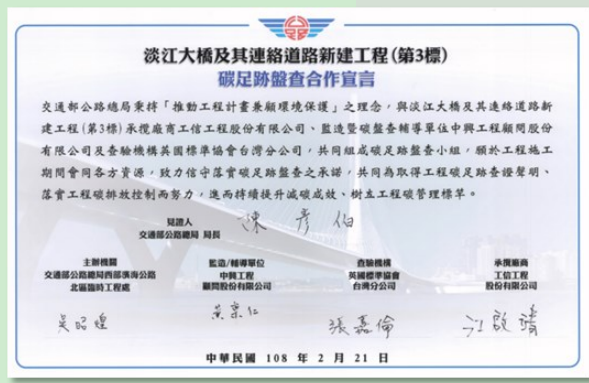 淡江大橋及其連絡道路新建工程(第3標)
碳足跡盤查合作宣言
交通部公路總局秉持「推動工程計畫兼顧環境保護」之理念，與淡江大橋及其連絡道路新
建工程(第3標)承攬廠商工信工程股份有限公司、監造暨碳盤查輔導單位中興工程顧問股份
有限公司及查驗機構英國標準協會台灣分公司，共同組成碳足跡盤查小組，願於工程施工
期間會同各方資源，致力信守落實碳足跡盤查之承諾，共同為取得工程碳足跡查證聲明、
落實工程碳排放控制而努力，進而持續提升減碳成效、樹立工程碳管理標竿。
見證人
交通部公路總局 局長
陳彥伯
主辦機關
交通部公路總局西部濱海公路
北區臨時工程處
吳昭煌
監造/輔導單位
中興工程
顧問股份有限公司
查驗機構
英國標準協會
台灣分公司
張嘉倫
承攬廠商
工信工程
股份有限公司
中華民國 108 年 2 月 21 日